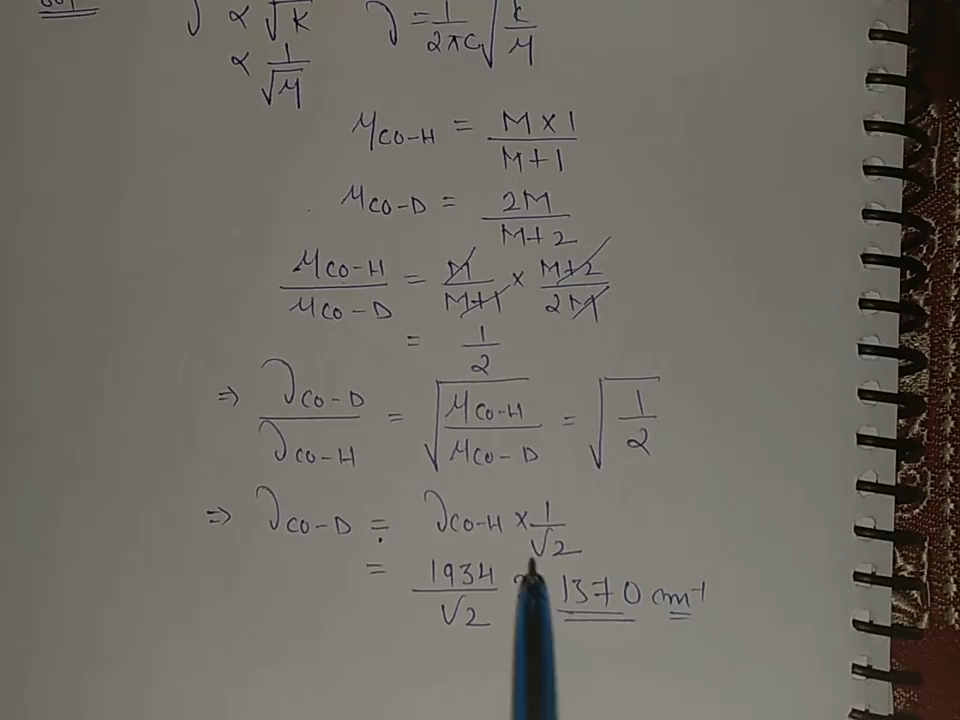 ν ∝ √K ν = 1/2πc √k/μ
∝ 1/√μ
μCO-H = M×1/M+1
μCO-D = 2M/M+2
μCO-H/μCO-D = M/M+1 × M+2/2M
= 1/2
⇒ νCO-D/νCO-H = √μCO-H/μCO-D = √1/2
⇒ νCO-D = νCO-H × 1/√2
= 1934/√2 1370 cm⁻¹